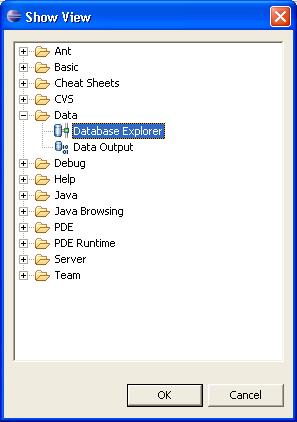 Show View
Ant
Basic
Cheat Sheets
CVS
Data
Database Explorer
Data Output
Debug
Help
Java
Java Browsing
PDE
PDE Runtime
Server
Team
OK
Cancel